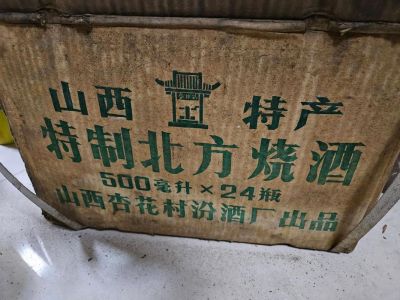 山西 特产
特制北方烧酒
500毫升×24瓶
山西杏花村汾酒厂出品